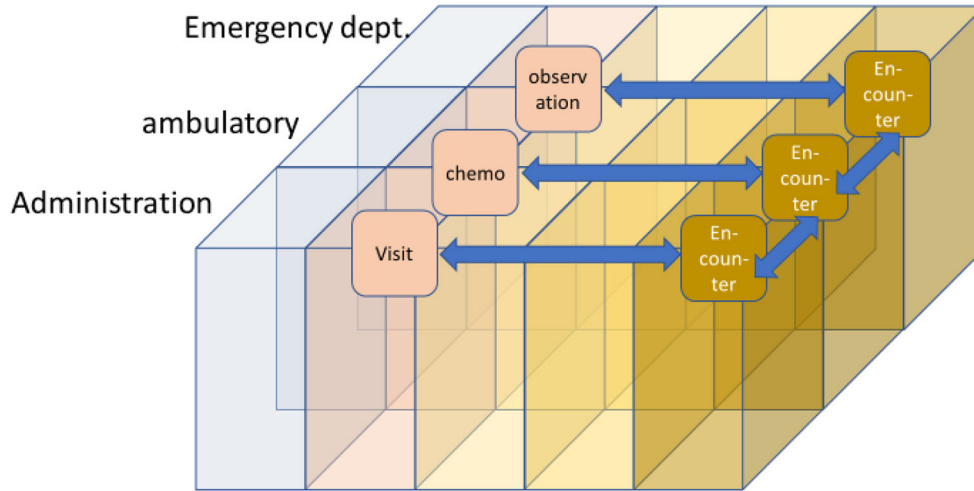 Emergency dept.
observ
ation
En-
coun-
ter
ambulatory
chemo
En-
coun-
ter
Administration
Visit
En-
coun-
ter